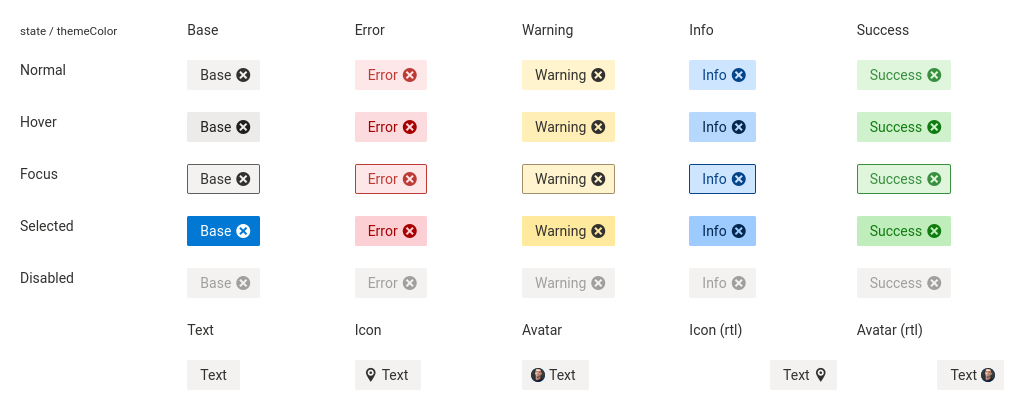 state / themeColor Base Error Warning Info Success
Normal Base Error Warning Info Success
Hover Base Error Warning Info Success
Focus Base Error Warning Info Success
Selected Base Error Warning Info Success
Disabled Base Error Warning Info Success
Text Icon Avatar Icon (rtl) Avatar (rtl)
Text Text Text Text Text